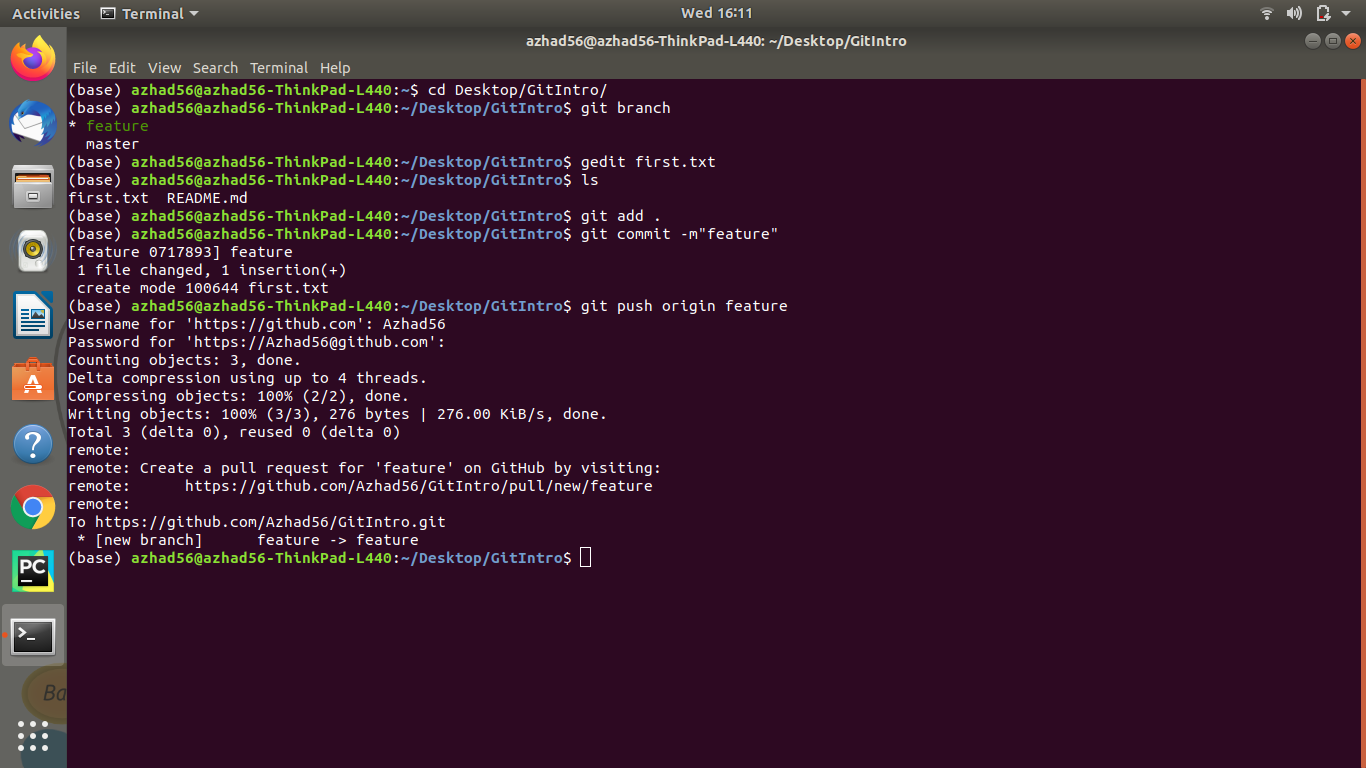 Activities Terminal Wed 16:11
azhad56@azhad56-ThinkPad-L440: ~/Desktop/GitIntro
File Edit View Search Terminal Help
(base) azhad56@azhad56-ThinkPad-L440:~$ cd Desktop/GitIntro/
(base) azhad56@azhad56-ThinkPad-L440:~/Desktop/GitIntro$ git branch
* feature
  master
(base) azhad56@azhad56-ThinkPad-L440:~/Desktop/GitIntro$ gedit first.txt
(base) azhad56@azhad56-ThinkPad-L440:~/Desktop/GitIntro$ ls
first.txt  README.md
(base) azhad56@azhad56-ThinkPad-L440:~/Desktop/GitIntro$ git add .
(base) azhad56@azhad56-ThinkPad-L440:~/Desktop/GitIntro$ git commit -m"feature"
[feature 0717893] feature
 1 file changed, 1 insertion(+)
 create mode 100644 first.txt
(base) azhad56@azhad56-ThinkPad-L440:~/Desktop/GitIntro$ git push origin feature
Username for 'https://github.com': Azhad56
Password for 'https://Azhad56@github.com':
Counting objects: 3, done.
Delta compression using up to 4 threads.
Compressing objects: 100% (2/2), done.
Writing objects: 100% (3/3), 276 bytes | 276.00 KiB/s, done.
Total 3 (delta 0), reused 0 (delta 0)
remote:
remote: Create a pull request for 'feature' on GitHub by visiting:
remote:      https://github.com/Azhad56/GitIntro/pull/new/feature
remote:
To https://github.com/Azhad56/GitIntro.git
 * [new branch]      feature -> feature
(base) azhad56@azhad56-ThinkPad-L440:~/Desktop/GitIntro$
PC
Ba